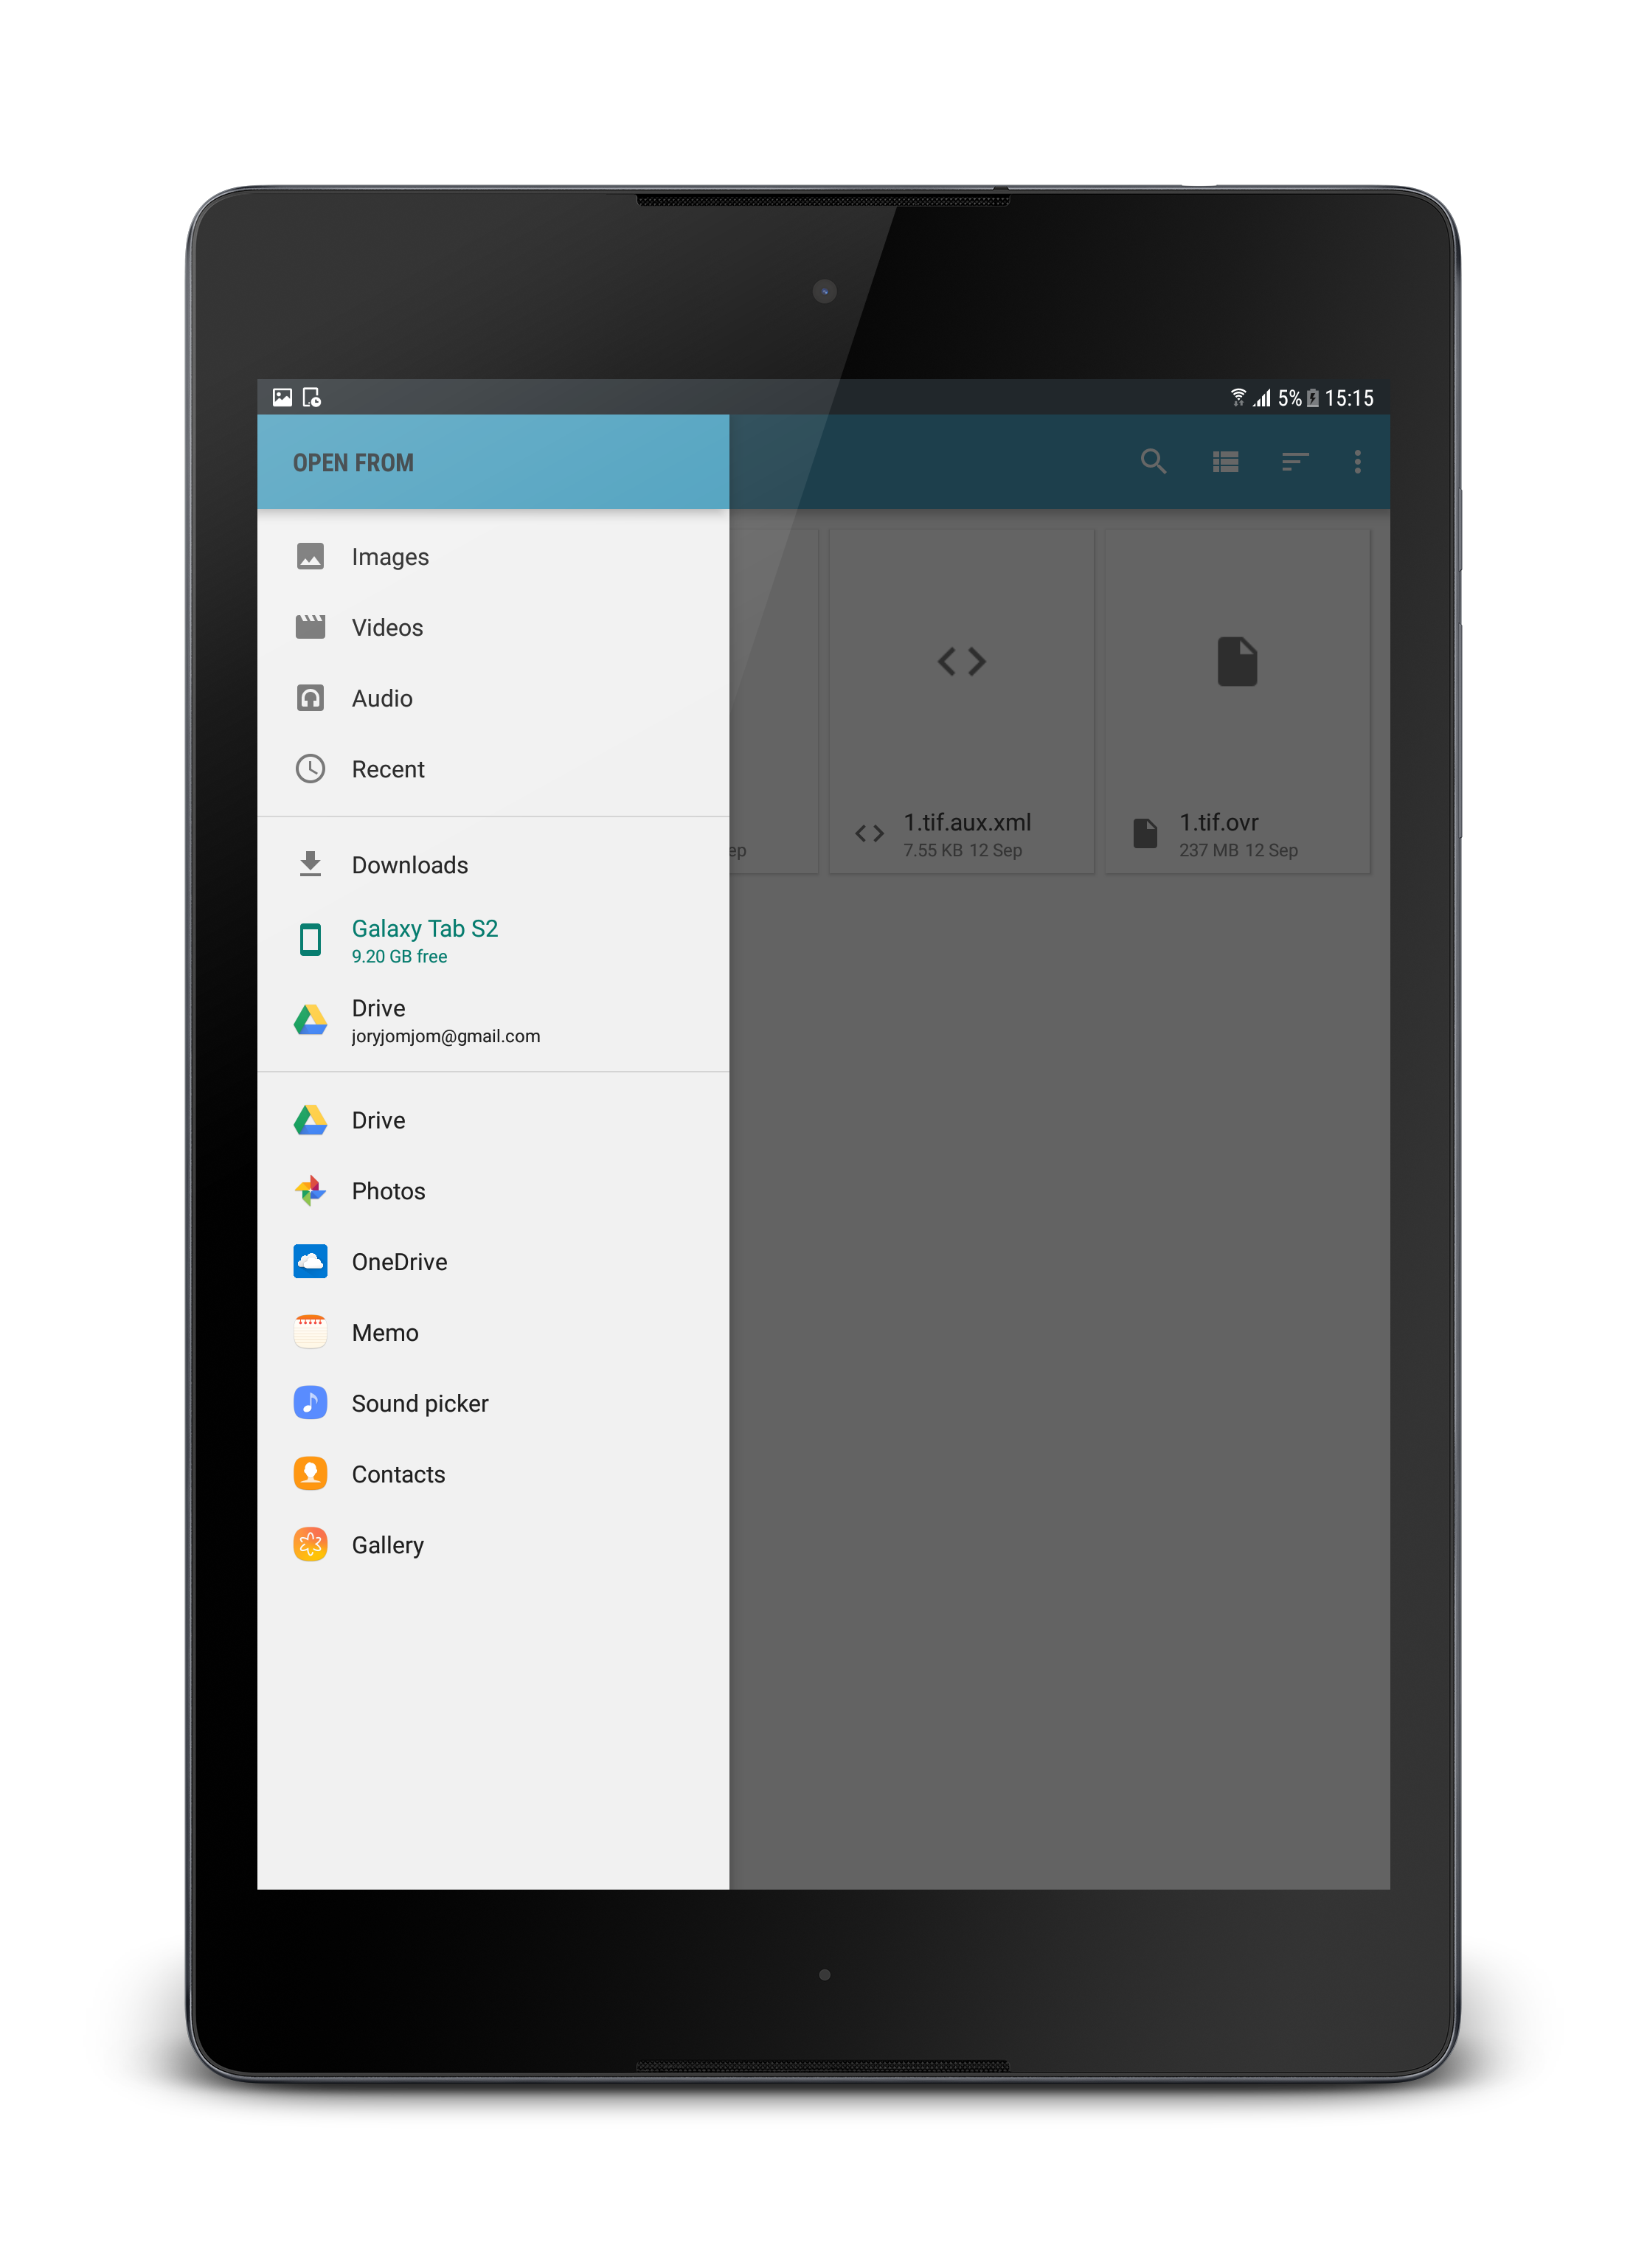 5% 15:15
OPEN FROM
Images
Videos
Audio
Recent
Downloads
Galaxy Tab S2
9.20 GB free
Drive
joryjomjom@gmail.com
Drive
Photos
OneDrive
Memo
Sound picker
Contacts
Gallery
ep
1.tif.aux.xml
7.55 KB 12 Sep
1.tif.ovr
237 MB 12 Sep